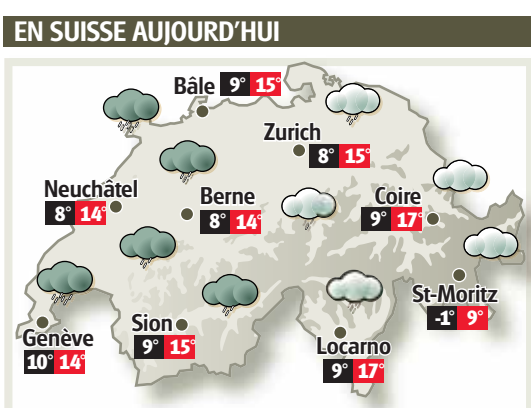 EN SUISSE AUJOURD'HUI
Bâle 9° 15°
Zurich
8° 15°
Neuchâtel
8° 14°
Berne
8° 14°
Coire
9° 17°
St-Moritz
-1° 9°
Genève
10° 14°
Sion
9° 15°
Locarno
9° 17°